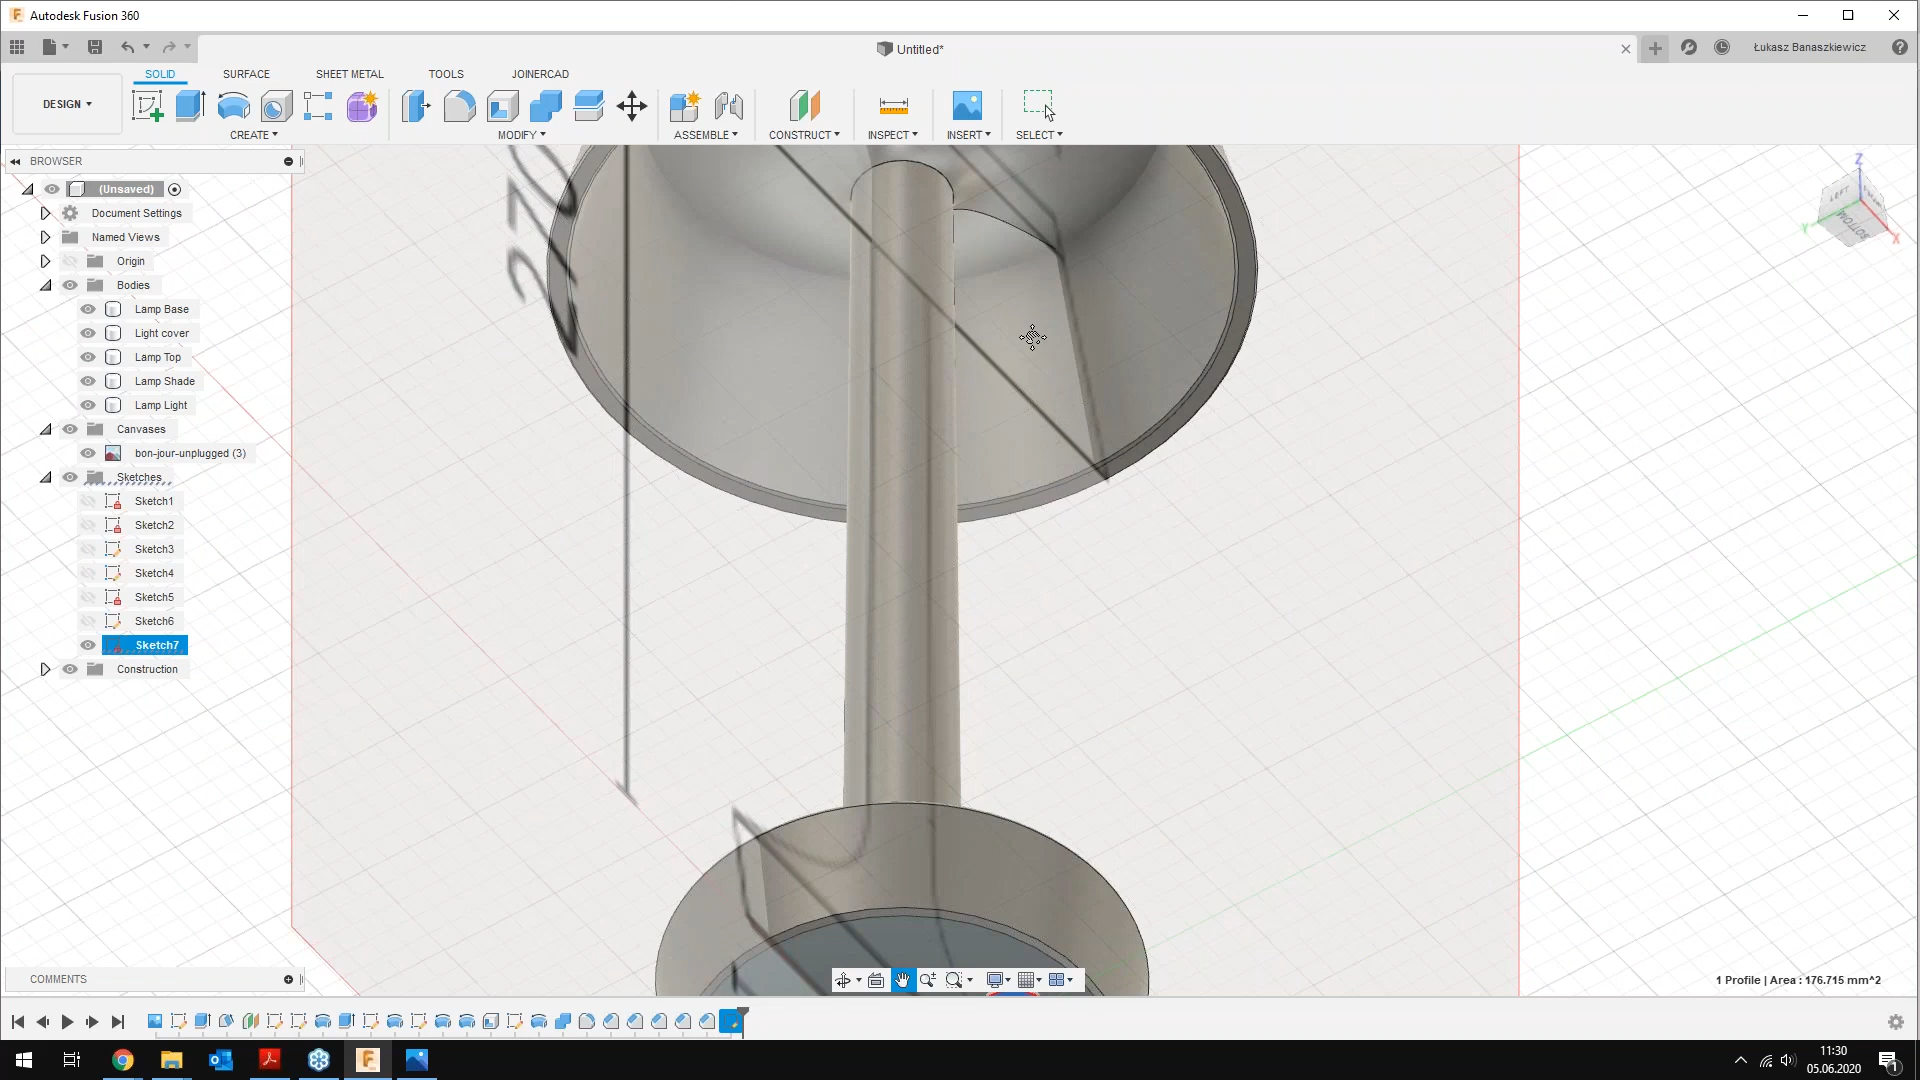 Autodesk Fusion 360
Untitled*
Łukasz Banaszkiewicz
DESIGN
SOLID SURFACE SHEET METAL TOOLS JOINERCAD
CREATE MODIFY ASSEMBLE CONSTRUCT INSPECT INSERT SELECT
BROWSER
(Unsaved)
Document Settings
Named Views
Origin
Bodies
Lamp Base
Light cover
Lamp Top
Lamp Shade
Lamp Light
Canvases
bon-jour-unplugged (3)
Sketches
Sketch1
Sketch2
Sketch3
Sketch4
Sketch5
Sketch6
Sketch7
Construction
Z
LEFT
BOTTOM
Y
X
COMMENTS
1 Profile | Area : 176.715 mm^2
11:30
05.06.2020
1